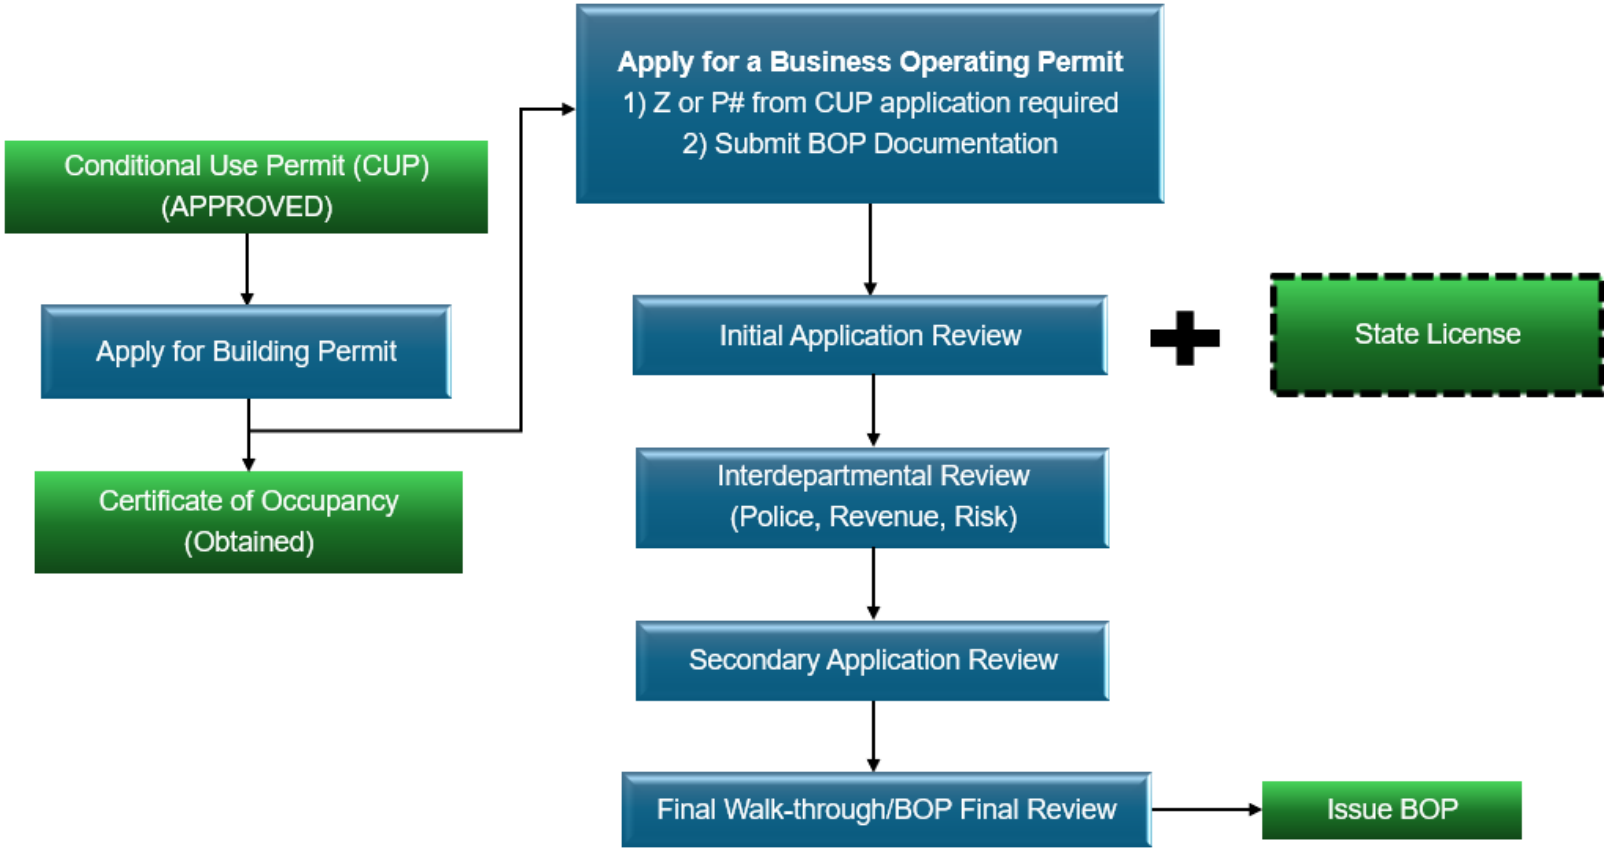 Conditional Use Permit (CUP)
(APPROVED)
Apply for Building Permit
Certificate of Occupancy
(Obtained)
Apply for a Business Operating Permit
1) Z or P# from CUP application required
2) Submit BOP Documentation
Initial Application Review
State License
Interdepartmental Review
(Police, Revenue, Risk)
Secondary Application Review
Final Walk-through/BOP Final Review
Issue BOP